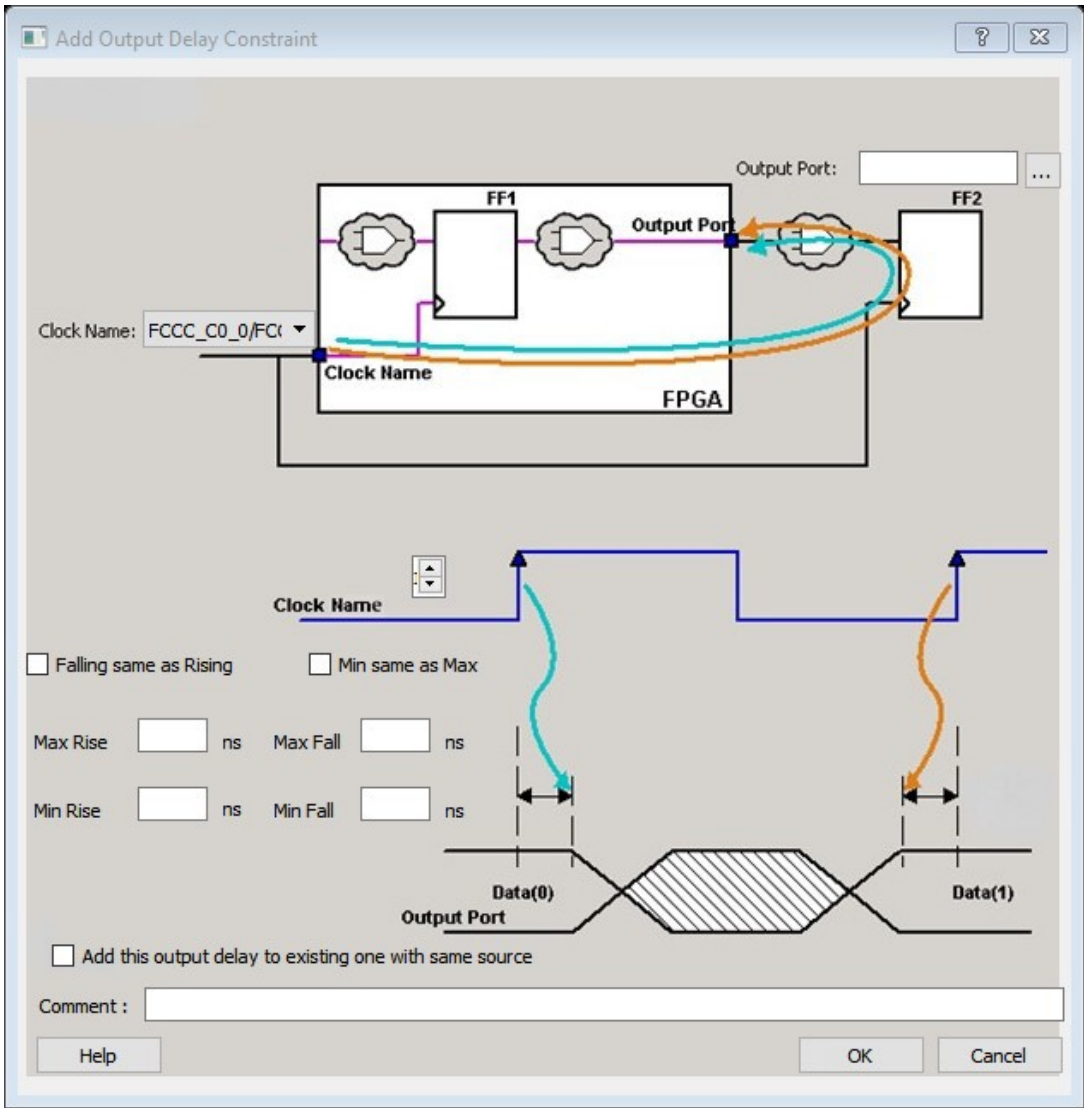 Add Output Delay Constraint
Output Port: ...
FF1
FF2
Output Port
Clock Name: FCCC_C0_0/FC(
Clock Name
FPGA
Clock Name
Falling same as Rising
Min same as Max
Max Rise ns Max Fall ns
Min Rise ns Min Fall ns
Data(0)
Data(1)
Output Port
Add this output delay to existing one with same source
Comment :
Help
OK
Cancel